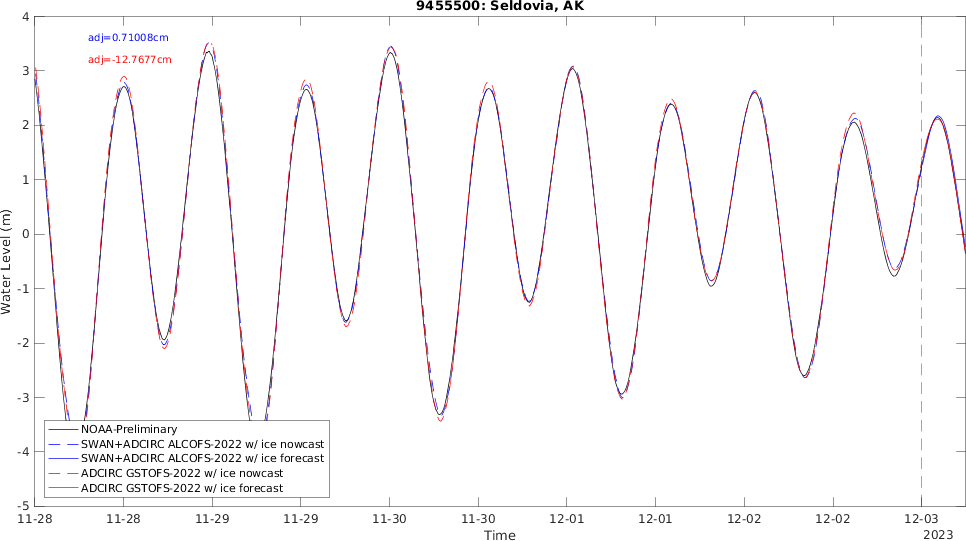 9455500: Seldovia, AK
adj=0.71008cm
adj=-12.7677cm
Water Level (m)
4
3
2
1
0
-1
-2
-3
-4
-5
NOAA-Preliminary
SWAN+ADCIRC ALCOFS-2022 w/ ice nowcast
SWAN+ADCIRC ALCOFS-2022 w/ ice forecast
ADCIRC GSTOFS-2022 w/ ice nowcast
ADCIRC GSTOFS-2022 w/ ice forecast
11-28 11-28 11-29 11-29 11-30 11-30 12-01 12-01 12-02 12-02 12-03
Time 2023